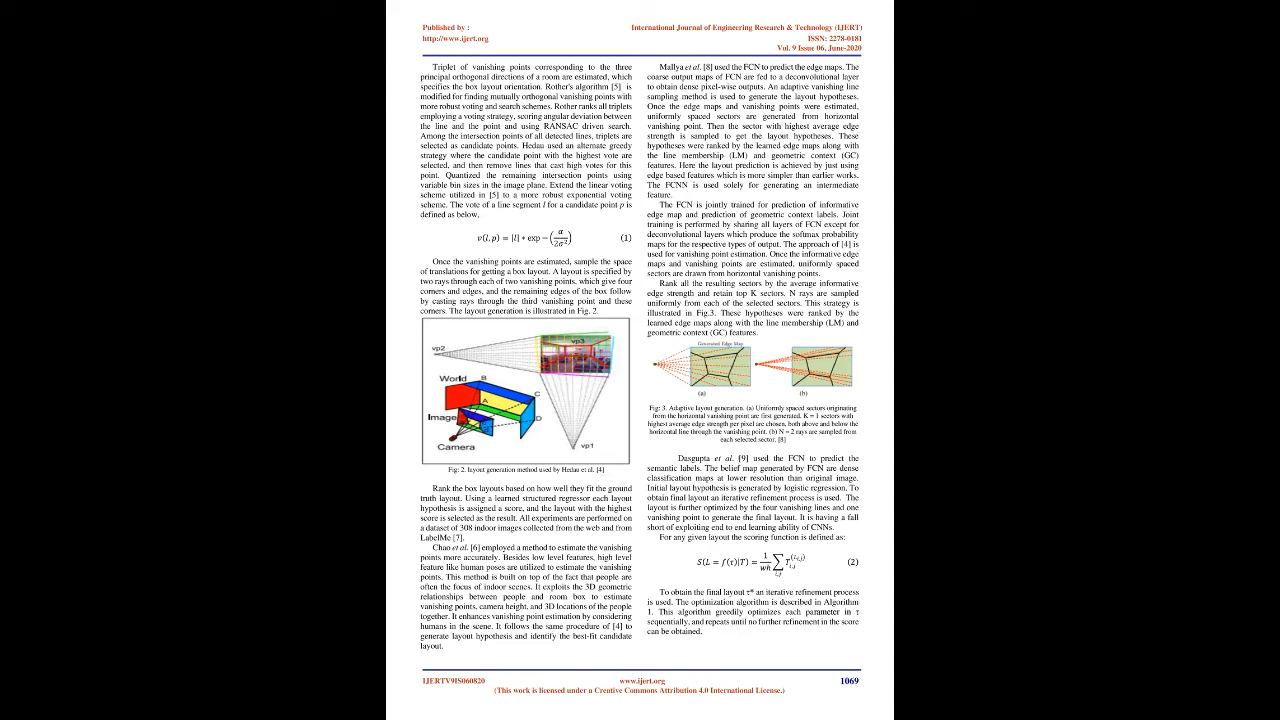 Published by :
http://www.ijert.org
International Journal of Engineering Research & Technology (IJERT)
ISSN: 2278-0181
Vol. 9 Issue 06, June-2020
Triplet of vanishing points corresponding to the three
principal orthogonal directions of a room are estimated, which
specifies the box layout orientation. Rother's algorithm [5] is
modified for finding mutually orthogonal vanishing points with
more robust voting and search schemes. Rother ranks all triplets
employing a voting strategy, scoring angular deviation between
the line and the point and using RANSAC driven search.
Among the intersection points of all detected lines, triplets are
selected as candidate points. Hedau used an alternate greedy
strategy where the candidate point with the highest vote are
selected, and then remove lines that cast high votes for this
point. Quantized the remaining intersection points using
variable bin sizes in the image plane. Extend the linear voting
scheme utilized in [5] to a more robust exponential voting
scheme. The vote of a line segment l for a candidate point p is
defined as below,
v(l, p) = |l| ∗ exp − (α / 2σ²) (1)
Once the vanishing points are estimated, sample the space
of translations for getting a box layout. A layout is specified by
two rays through each of two vanishing points, which give four
corners and edges, and the remaining edges of the box follow
by casting rays through the third vanishing point and these
corners. The layout generation is illustrated in Fig. 2.
vp2
vp3
World
B
A
C
Image
D
Camera
vp1
Fig: 2. layout generation method used by Hedau et al. [4]
Rank the box layouts based on how well they fit the ground
truth layout. Using a learned structured regressor each layout
hypothesis is assigned a score, and the layout with the highest
score is selected as the result. All experiments are performed on
a dataset of 308 indoor images collected from the web and from
LabelMe [7].
Chao et al. [6] employed a method to estimate the vanishing
points more accurately. Besides low level features, high level
feature like human poses are utilized to estimate the vanishing
points. This method is built on top of the fact that people are
often the focus of indoor scenes. It exploits the 3D geometric
relationships between people and room box to estimate
vanishing points, camera height, and 3D locations of the people
together. It enhances vanishing point estimation by considering
humans in the scene. It follows the same procedure of [4] to
generate layout hypothesis and identify the best-fit candidate
layout.
Mallya et al. [8] used the FCN to predict the edge maps. The
coarse output maps of FCN are fed to a deconvolutional layer
to obtain dense pixel-wise outputs. An adaptive vanishing line
sampling method is used to generate the layout hypotheses.
Once the edge maps and vanishing points were estimated,
uniformly spaced sectors are generated from horizontal
vanishing point. Then the sector with highest average edge
strength is sampled to get the layout hypotheses. These
hypotheses were ranked by the learned edge maps along with
the line membership (LM) and geometric context (GC)
features. Here the layout prediction is achieved by just using
edge based features which is more simpler than earlier works.
The FCNN is used solely for generating an intermediate
feature.
The FCN is jointly trained for prediction of informative
edge map and prediction of geometric context labels. Joint
training is performed by sharing all layers of FCN except for
deconvolutional layers which produce the softmax probability
maps for the respective types of output. The approach of [4] is
used for vanishing point estimation. Once the informative edge
maps and vanishing points are estimated, uniformly spaced
sectors are drawn from horizontal vanishing points.
Rank all the resulting sectors by the average informative
edge strength and retain top K sectors. N rays are sampled
uniformly from each of the selected sectors. This strategy is
illustrated in Fig.3. These hypotheses were ranked by the
learned edge maps along with the line membership (LM) and
geometric context (GC) features.
Generated Edge Map
(a) (b)
Fig: 3. Adaptive layout generation. (a) Uniformly spaced sectors originating
from the horizontal vanishing point are first generated. K = 1 sectors with
highest average edge strength per pixel are chosen, both above and below the
horizontal line through the vanishing point. (b) N = 2 rays are sampled from
each selected sector. [8]
Dasgupta et al. [9] used the FCN to predict the
semantic labels. The belief map generated by FCN are dense
classification maps at lower resolution than original image.
Initial layout hypothesis is generated by logistic regression. To
obtain final layout an iterative refinement process is used. The
layout is further optimized by the four vanishing lines and one
vanishing point to generate the final layout. It is having a fall
short of exploiting end to end learning ability of CNNs.
For any given layout the scoring function is defined as:
S(L = f(τ)|T) = 1/wh ∑i,j Ti,j^(Li,j) (2)
To obtain the final layout τ* an iterative refinement process
is used. The optimization algorithm is described in Algorithm
1. This algorithm greedily optimizes each parameter in τ
sequentially, and repeats until no further refinement in the score
can be obtained.
IJERTV9IS060820
www.ijert.org
(This work is licensed under a Creative Commons Attribution 4.0 International License.)
1069